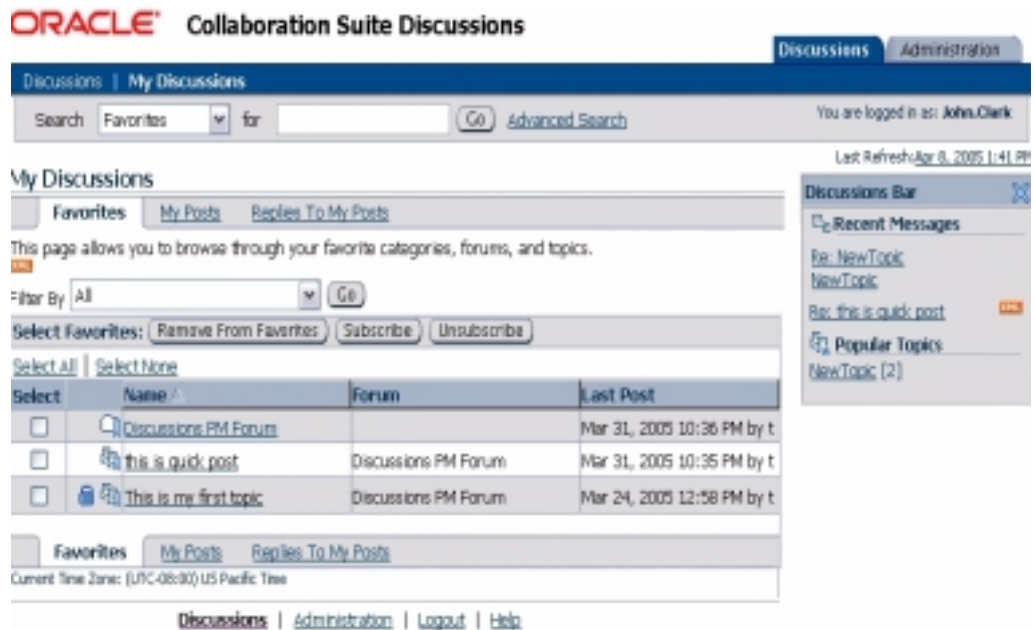 ORACLE Collaboration Suite Discussions
Discussions Administration
Discussions | My Discussions
Search Favorites for Go Advanced Search
You are logged in as: John.Clark
Last Refresh:Apr 8, 2005 1:41 PM
My Discussions
Favorites My Posts Replies To My Posts
This page allows you to browse through your favorite categories, forums, and topics.
XML
Filter By All Go
Select Favorites: Remove From Favorites Subscribe Unsubscribe
Select All | Select None
Select Name Forum Last Post
Discussions PM Forum Mar 31, 2005 10:36 PM by t
this is quick post Discussions PM Forum Mar 31, 2005 10:35 PM by t
This is my first topic Discussions PM Forum Mar 24, 2005 12:58 PM by t
Favorites My Posts Replies To My Posts
Current Time Zone: (UTC-08:00) US Pacific Time
Discussions | Administration | Logout | Help
Discussions Bar
Recent Messages
Re: NewTopic
NewTopic
Re: this is quick post XML
Popular Topics
NewTopic [2]